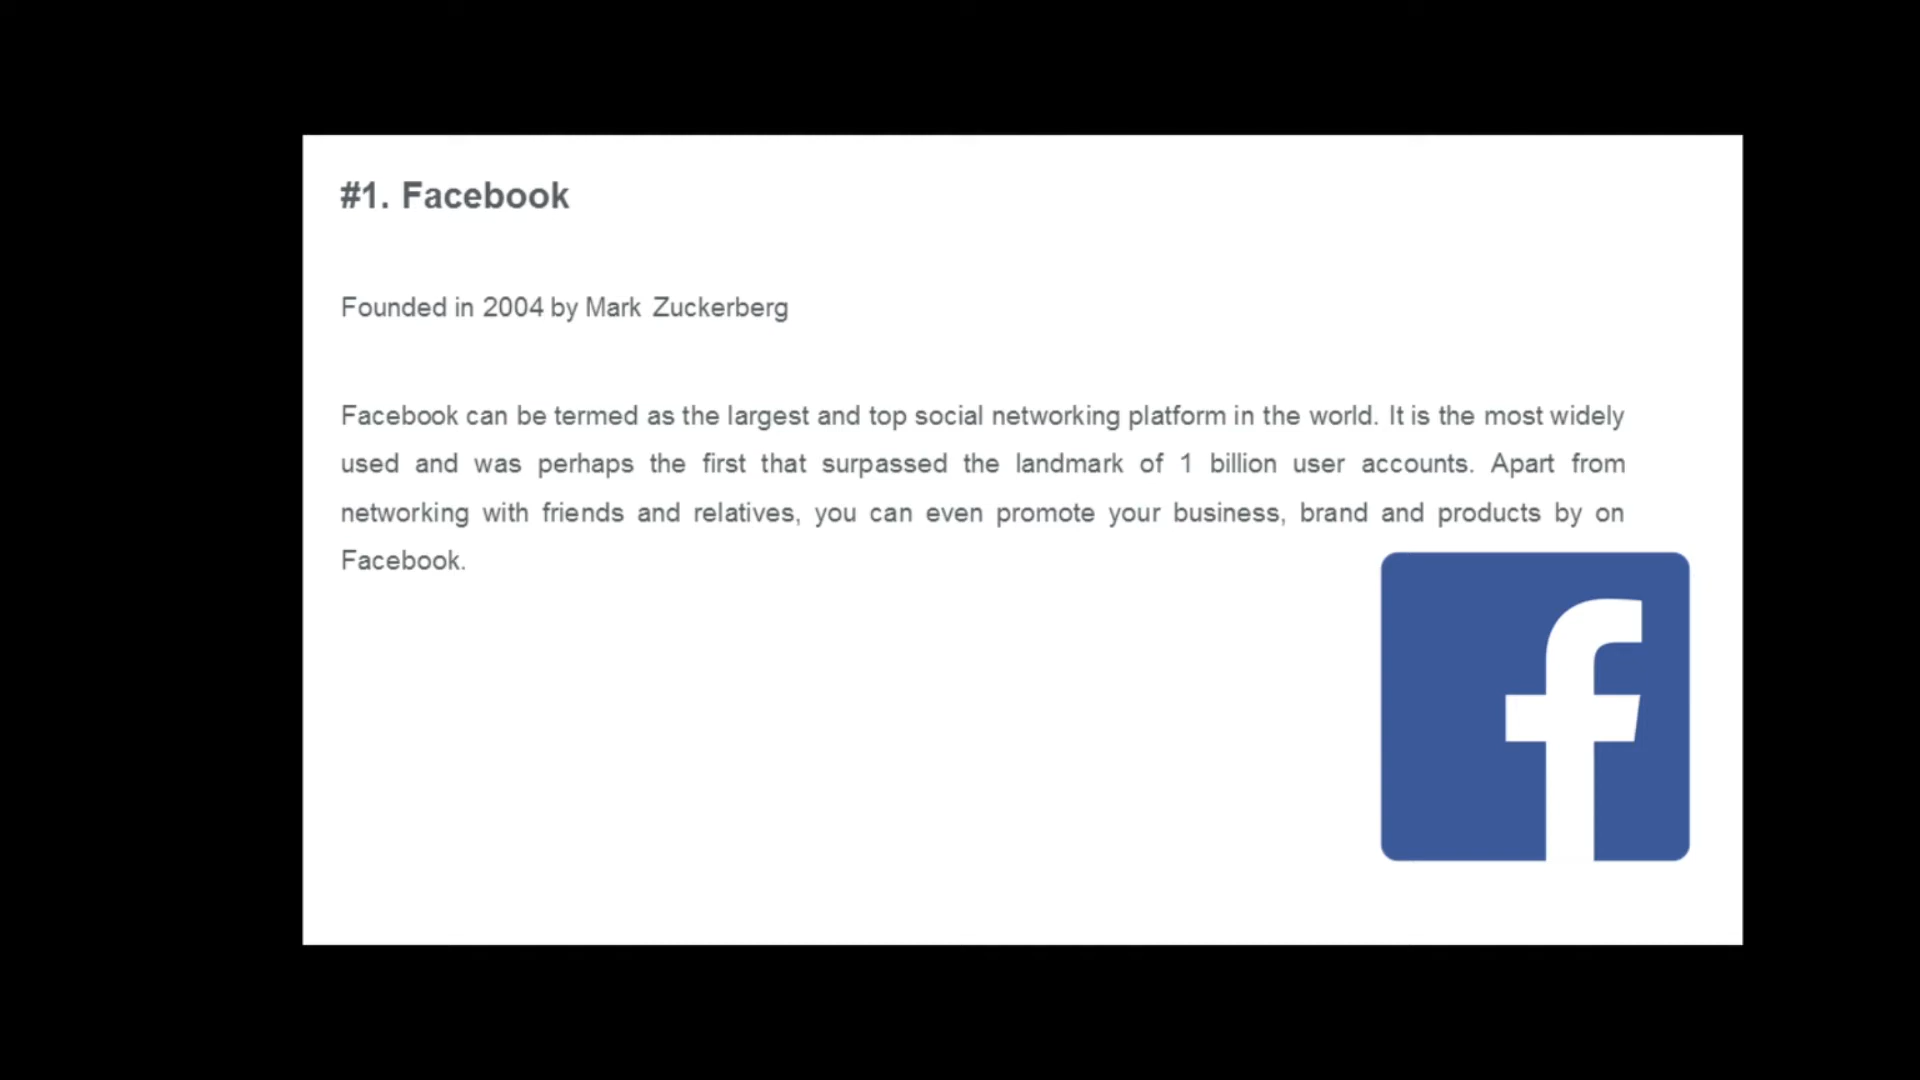 #1. Facebook
Founded in 2004 by Mark Zuckerberg
Facebook can be termed as the largest and top social networking platform in the world. It is the most widely
used and was perhaps the first that surpassed the landmark of 1 billion user accounts. Apart from
networking with friends and relatives, you can even promote your business, brand and products by on
Facebook.
f